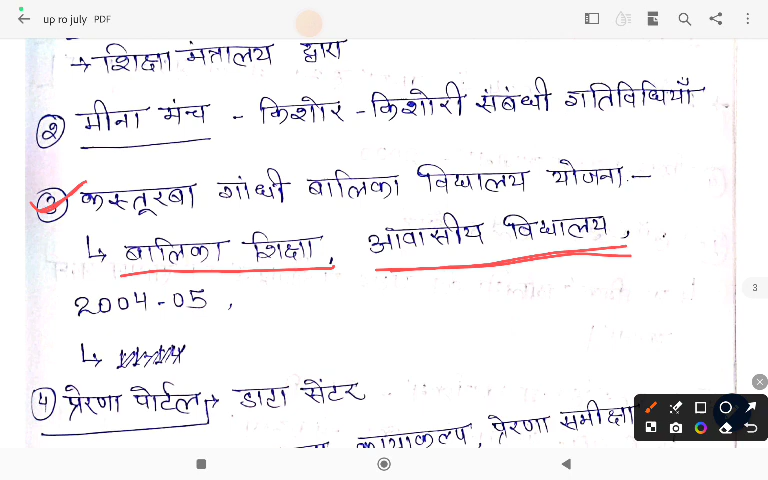 up ro july PDF
→ शिक्षा मंत्रालय द्वारा
② मीना मंच - किशोर - किशोरी संबंधी गतिविधियाँ
③ कस्तूरबा गांधी बालिका विद्यालय योजना:-
↳ बालिका शिक्षा, आवासीय विद्यालय,
2004-05,
3
④ प्रेरणा पोर्टल → डाटा सेंटर
कायाकल्प, प्रेरणा समीक्षा